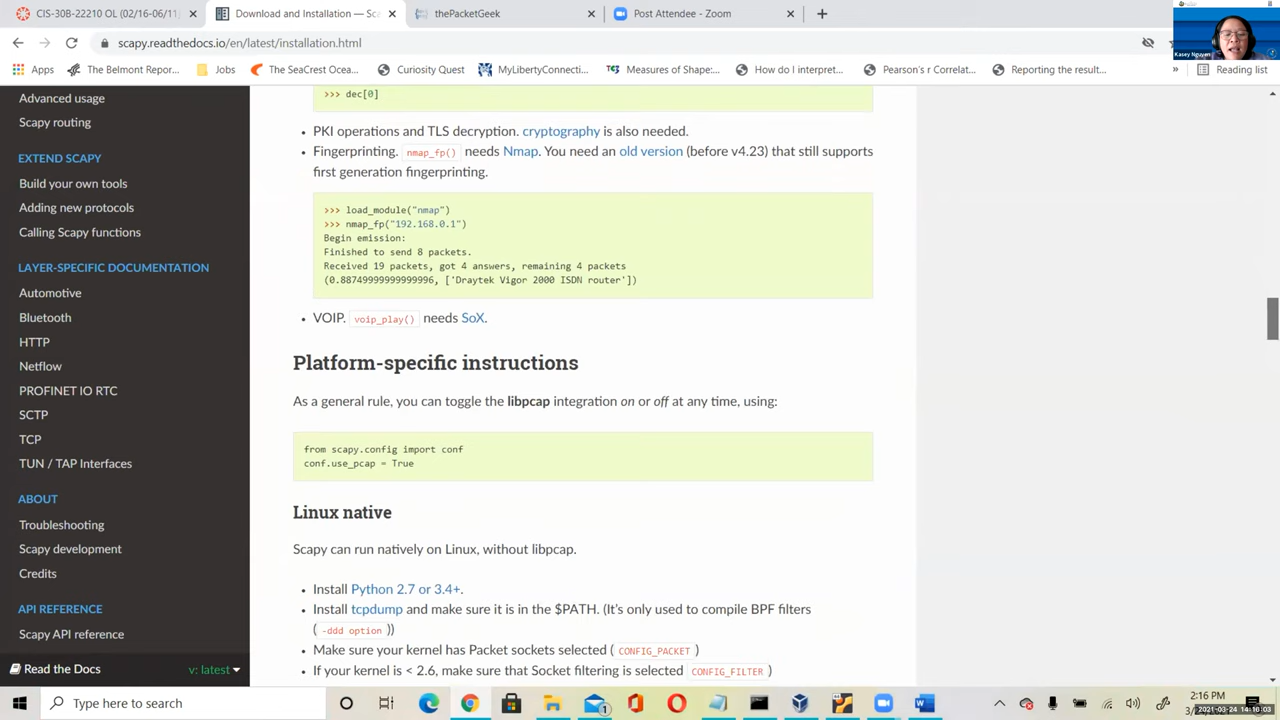 CIS-30B-22210 OL (02/16-06/11)
Download and Installation — Sc
thePacketGeek
Post Attendee - Zoom
scapy.readthedocs.io/en/latest/installation.html
Kasey Nguyen
Apps
The Belmont Repor...
Jobs
The SeaCrest Ocea...
Curiosity Quest
MyLibertyConnecti...
Measures of Shape:...
How do I interpret...
Pearson's r Correlat...
Reporting the result...
»
Reading list
Advanced usage
Scapy routing
EXTEND SCAPY
Build your own tools
Adding new protocols
Calling Scapy functions
LAYER-SPECIFIC DOCUMENTATION
Automotive
Bluetooth
HTTP
Netflow
PROFINET IO RTC
SCTP
TCP
TUN / TAP Interfaces
ABOUT
Troubleshooting
Scapy development
Credits
API REFERENCE
Scapy API reference
Read the Docs
v: latest
>>> dec[0]
• PKI operations and TLS decryption. cryptography is also needed.
• Fingerprinting. nmap_fp() needs Nmap. You need an old version (before v4.23) that still supports
first generation fingerprinting.
>>> load_module("nmap")
>>> nmap_fp("192.168.0.1")
Begin emission:
Finished to send 8 packets.
Received 19 packets, got 4 answers, remaining 4 packets
(0.88749999999999996, ['Draytek Vigor 2000 ISDN router'])
• VOIP. voip_play() needs SoX.
Platform-specific instructions
As a general rule, you can toggle the libpcap integration on or off at any time, using:
from scapy.config import conf
conf.use_pcap = True
Linux native
Scapy can run natively on Linux, without libpcap.
• Install Python 2.7 or 3.4+.
• Install tcpdump and make sure it is in the $PATH. (It's only used to compile BPF filters
( -ddd option ))
• Make sure your kernel has Packet sockets selected ( CONFIG_PACKET )
• If your kernel is < 2.6, make sure that Socket filtering is selected CONFIG_FILTER )
Type here to search
2:16 PM
2021-03-24 14:16:03